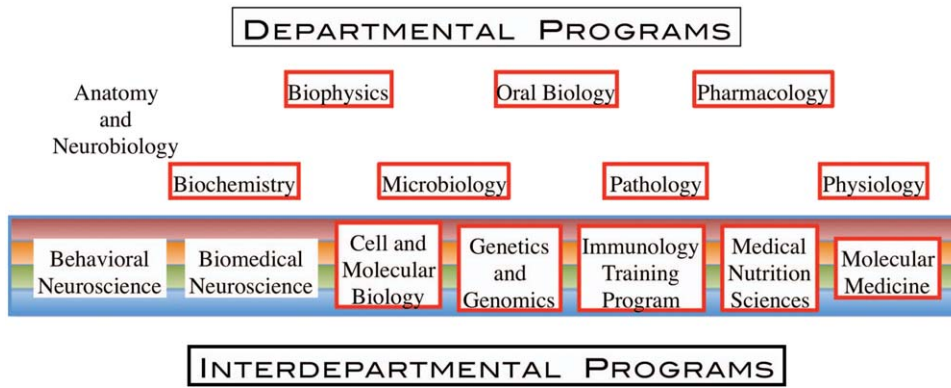 DEPARTMENTAL PROGRAMS
Biophysics
Oral Biology
Pharmacology
Anatomy
and
Neurobiology
Biochemistry
Microbiology
Pathology
Physiology
Behavioral
Neuroscience
Biomedical
Neuroscience
Cell and
Molecular
Biology
Genetics
and
Genomics
Immunology
Training
Program
Medical
Nutrition
Sciences
Molecular
Medicine
INTERDEPARTMENTAL PROGRAMS